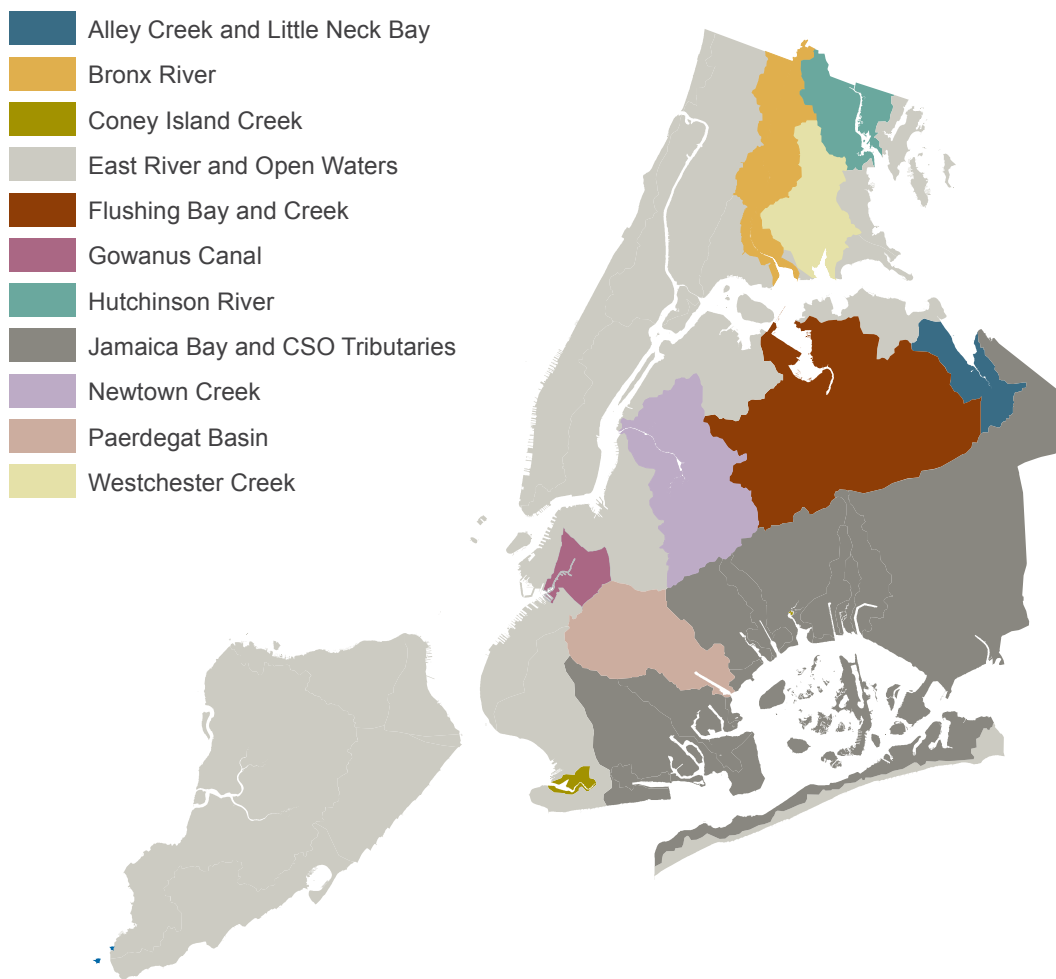 Alley Creek and Little Neck Bay
Bronx River
Coney Island Creek
East River and Open Waters
Flushing Bay and Creek
Gowanus Canal
Hutchinson River
Jamaica Bay and CSO Tributaries
Newtown Creek
Paerdegat Basin
Westchester Creek